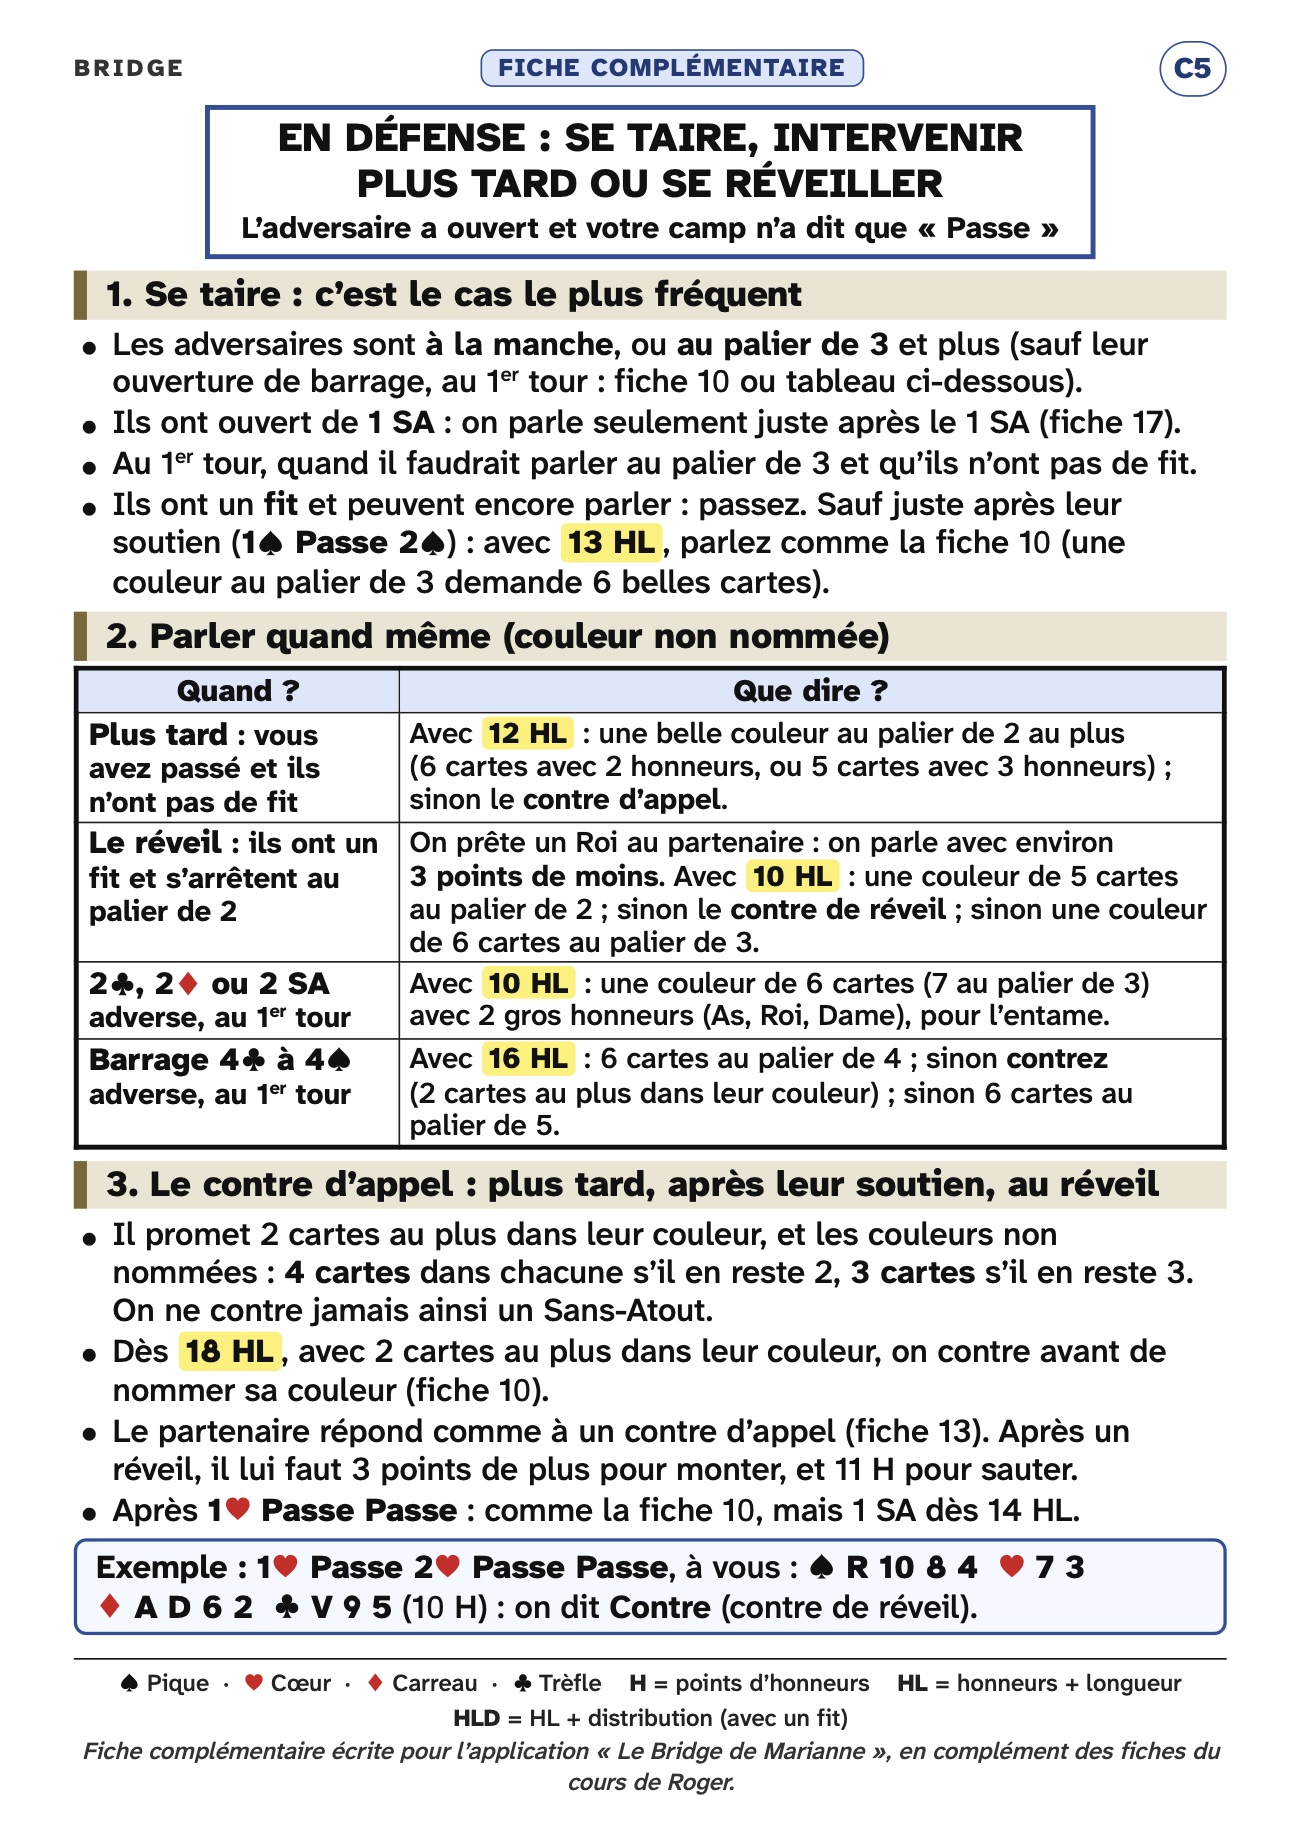 BRIDGE
FICHE COMPLÉMENTAIRE
C5
EN DÉFENSE : SE TAIRE, INTERVENIR
PLUS TARD OU SE RÉVEILLER
L’adversaire a ouvert et votre camp n’a dit que « Passe »
1. Se taire : c’est le cas le plus fréquent
• Les adversaires sont à la manche, ou au palier de 3 et plus (sauf leur
ouverture de barrage, au 1er tour : fiche 10 ou tableau ci-dessous).
• Ils ont ouvert de 1 SA : on parle seulement juste après le 1 SA (fiche 17).
• Au 1er tour, quand il faudrait parler au palier de 3 et qu’ils n’ont pas de fit.
• Ils ont un fit et peuvent encore parler : passez. Sauf juste après leur
soutien (1♠ Passe 2♠) : avec 13 HL, parlez comme la fiche 10 (une
couleur au palier de 3 demande 6 belles cartes).
2. Parler quand même (couleur non nommée)
Quand ?
Que dire ?
Plus tard : vous
avez passé et ils
n’ont pas de fit
Avec 12 HL : une belle couleur au palier de 2 au plus
(6 cartes avec 2 honneurs, ou 5 cartes avec 3 honneurs) ;
sinon le contre d’appel.
Le réveil : ils ont un
fit et s’arrêtent au
palier de 2
On prête un Roi au partenaire : on parle avec environ
3 points de moins. Avec 10 HL : une couleur de 5 cartes
au palier de 2 ; sinon le contre de réveil ; sinon une couleur
de 6 cartes au palier de 3.
2♣, 2♦ ou 2 SA
adverse, au 1er tour
Avec 10 HL : une couleur de 6 cartes (7 au palier de 3)
avec 2 gros honneurs (As, Roi, Dame), pour l’entame.
Barrage 4♣ à 4♠
adverse, au 1er tour
Avec 16 HL : 6 cartes au palier de 4 ; sinon contrez
(2 cartes au plus dans leur couleur) ; sinon 6 cartes au
palier de 5.
3. Le contre d’appel : plus tard, après leur soutien, au réveil
• Il promet 2 cartes au plus dans leur couleur, et les couleurs non
nommées : 4 cartes dans chacune s’il en reste 2, 3 cartes s’il en reste 3.
On ne contre jamais ainsi un Sans-Atout.
• Dès 18 HL, avec 2 cartes au plus dans leur couleur, on contre avant de
nommer sa couleur (fiche 10).
• Le partenaire répond comme à un contre d’appel (fiche 13). Après un
réveil, il lui faut 3 points de plus pour monter, et 11 H pour sauter.
• Après 1♥ Passe Passe : comme la fiche 10, mais 1 SA dès 14 HL.
Exemple : 1♥ Passe 2♥ Passe Passe, à vous : ♠ R 10 8 4 ♥ 7 3
♦ A D 6 2 ♣ V 9 5 (10 H) : on dit Contre (contre de réveil).
♠ Pique · ♥ Cœur · ♦ Carreau · ♣ Trèfle H = points d’honneurs HL = honneurs + longueur
HLD = HL + distribution (avec un fit)
Fiche complémentaire écrite pour l’application « Le Bridge de Marianne », en complément des fiches du
cours de Roger.